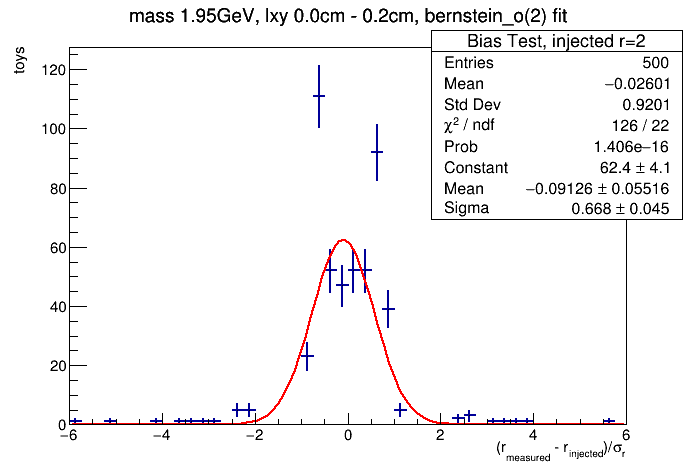 mass 1.95GeV, lxy 0.0cm - 0.2cm, bernstein_o(2) fit
toys
Bias Test, injected r=2
Entries 500
Mean −0.02601
Std Dev 0.9201
χ² / ndf 126 / 22
Prob 1.406e−16
Constant 62.4 ± 4.1
Mean −0.09126 ± 0.05516
Sigma 0.668 ± 0.045
120
100
80
60
40
20
0
−6 −4 −2 0 2 4 6
(r_measured - r_injected)/σ_r